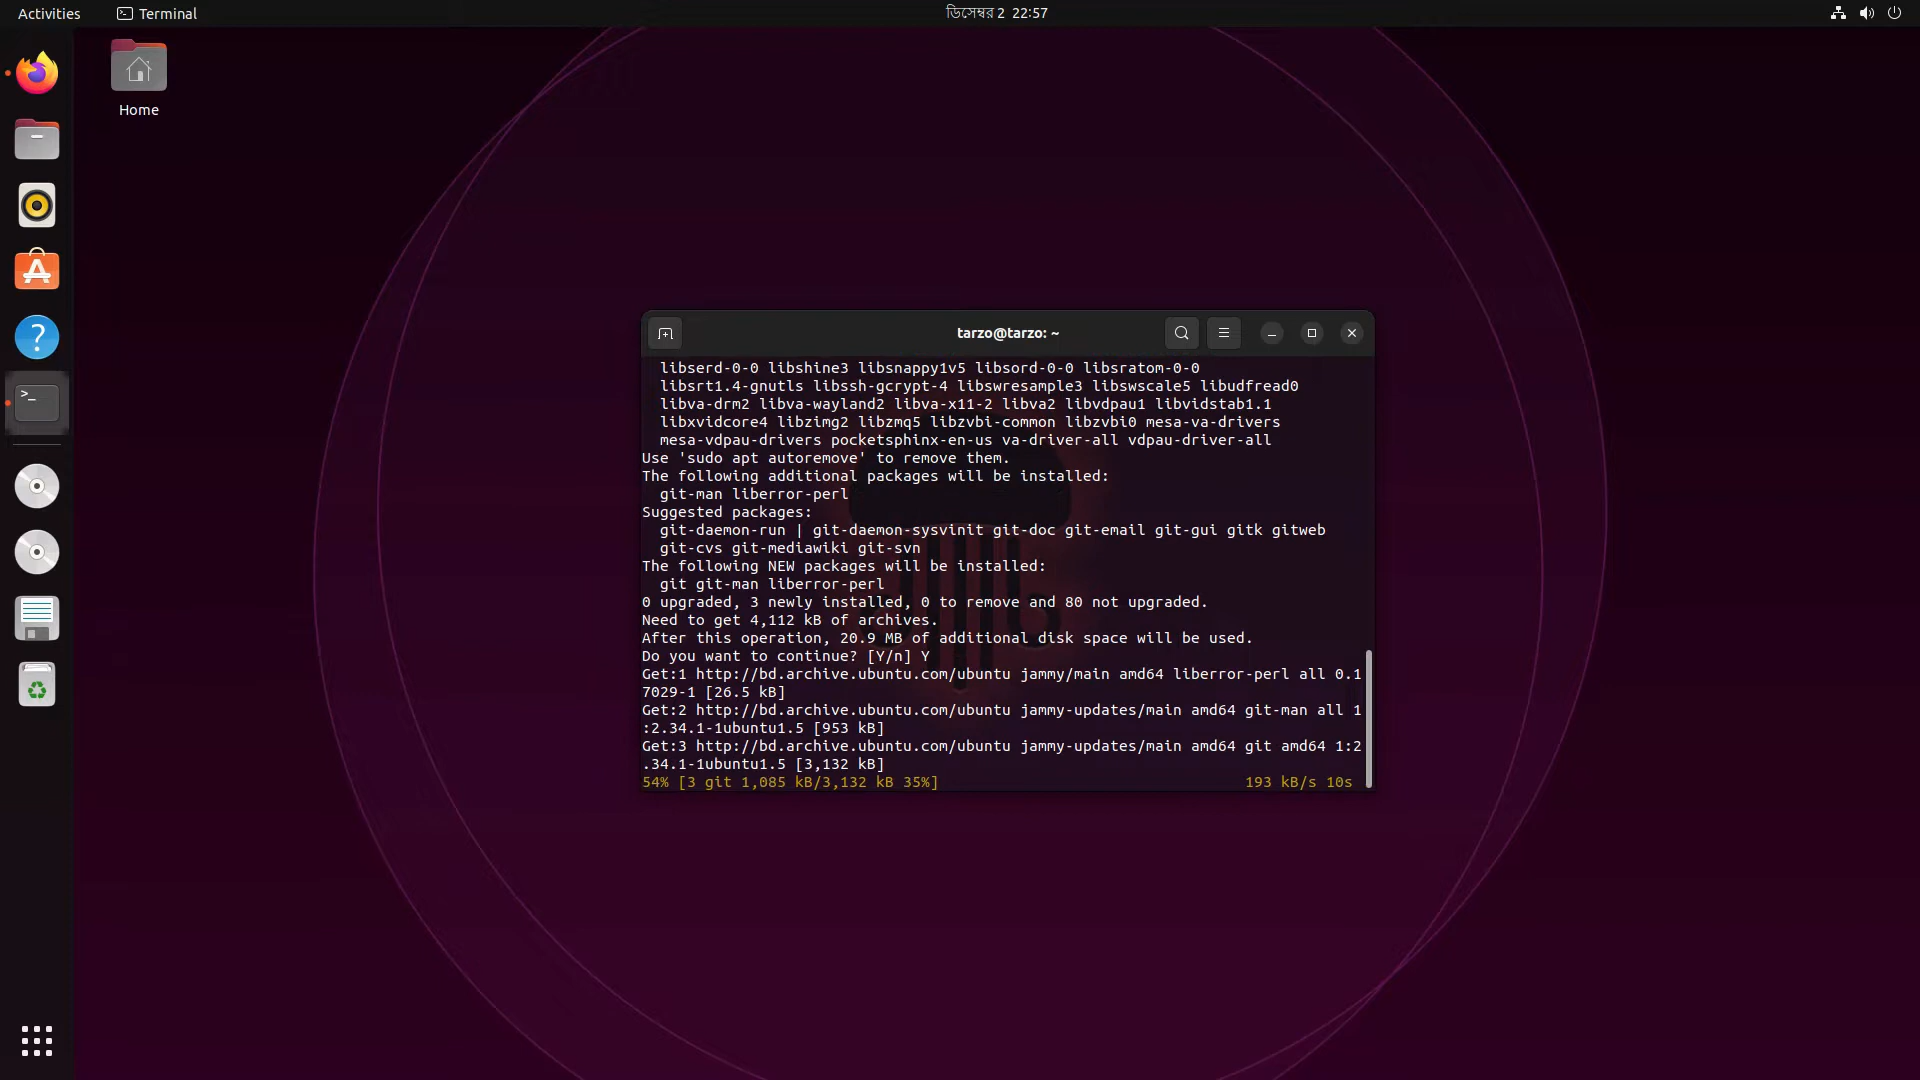 Activities
Terminal
ডিসেম্বর 2 22:57
Home
tarzo@tarzo: ~
libserd-0-0 libshine3 libsnappy1v5 libsord-0-0 libsratom-0-0
libsrt1.4-gnutls libssh-gcrypt-4 libswresample3 libswscale5 libudfread0
libva-drm2 libva-wayland2 libva-x11-2 libva2 libvdpau1 libvidstab1.1
libxvidcore4 libzimg2 libzmq5 libzvbi-common libzvbi0 mesa-va-drivers
mesa-vdpau-drivers pocketsphinx-en-us va-driver-all vdpau-driver-all
Use 'sudo apt autoremove' to remove them.
The following additional packages will be installed:
git-man liberror-perl
Suggested packages:
git-daemon-run | git-daemon-sysvinit git-doc git-email git-gui gitk gitweb
git-cvs git-mediawiki git-svn
The following NEW packages will be installed:
git git-man liberror-perl
0 upgraded, 3 newly installed, 0 to remove and 80 not upgraded.
Need to get 4,112 kB of archives.
After this operation, 20.9 MB of additional disk space will be used.
Do you want to continue? [Y/n] Y
Get:1 http://bd.archive.ubuntu.com/ubuntu jammy/main amd64 liberror-perl all 0.1
7029-1 [26.5 kB]
Get:2 http://bd.archive.ubuntu.com/ubuntu jammy-updates/main amd64 git-man all 1
:2.34.1-1ubuntu1.5 [953 kB]
Get:3 http://bd.archive.ubuntu.com/ubuntu jammy-updates/main amd64 git amd64 1:2
.34.1-1ubuntu1.5 [3,132 kB]
54% [3 git 1,085 kB/3,132 kB 35%] 193 kB/s 10s